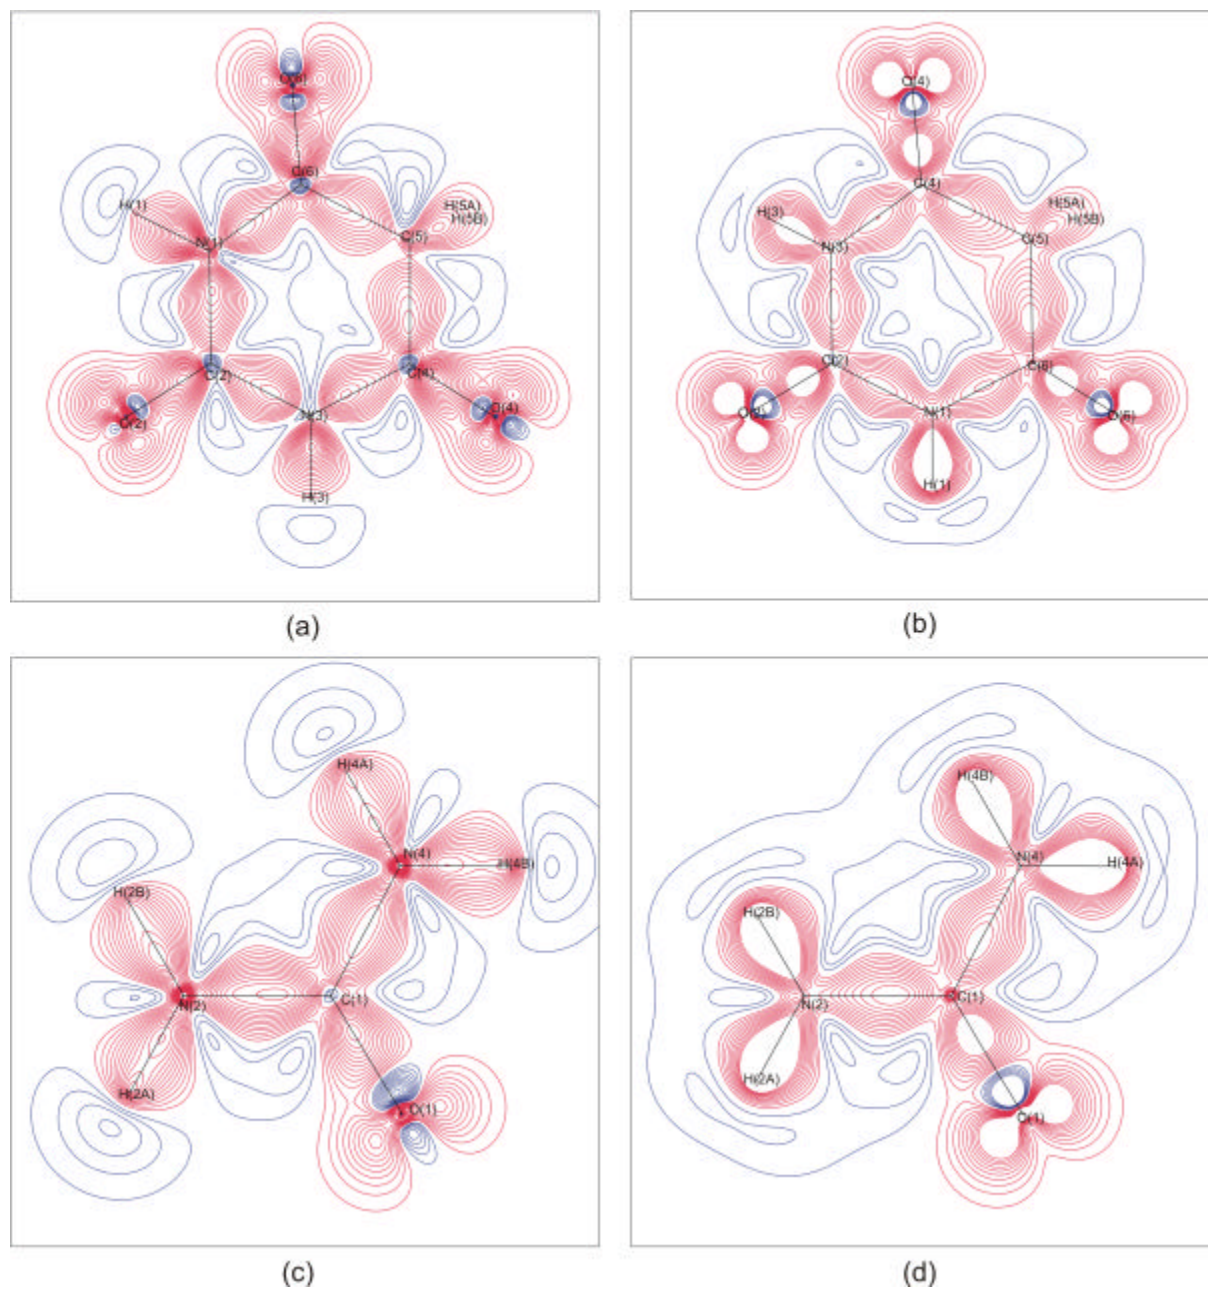 O(6)
C(6)
H(1)
H(5A)
H(5B)
N(1)
C(5)
C(2)
C(4)
O(2)
N(3)
O(4)
H(3)
(a)
O(4)
C(4)
H(3)
H(5A)
H(5B)
N(3)
C(5)
C(2)
C(6)
O(2)
N(1)
O(6)
H(1)
(b)
H(4A)
N(4)
H(4B)
H(2B)
N(2)
C(1)
H(2A)
O(1)
(c)
H(4B)
N(4)
H(4A)
H(2B)
N(2)
C(1)
H(2A)
O(1)
(d)